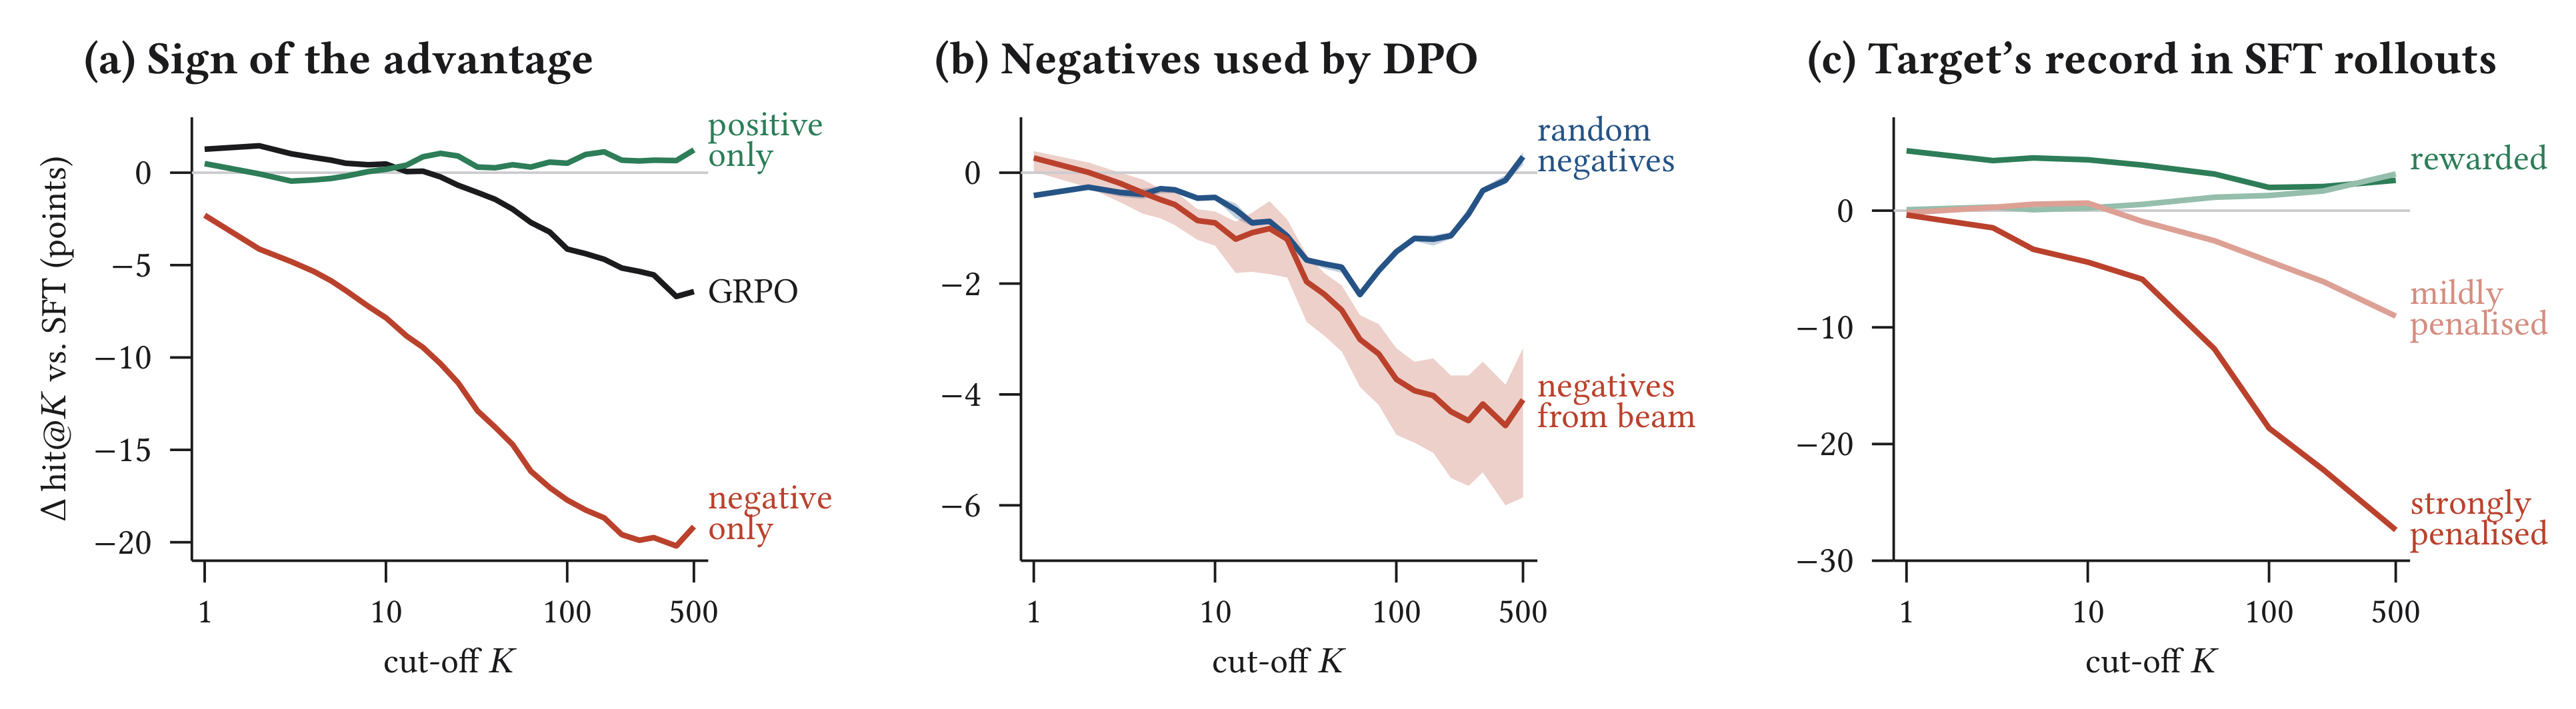 (a) Sign of the advantage
Δ hit@K vs. SFT (points)
0
−5
−10
−15
−20
positive
only
GRPO
negative
only
1
10
100
500
cut-off K
(b) Negatives used by DPO
0
−2
−4
−6
random
negatives
negatives
from beam
1
10
100
500
cut-off K
(c) Target’s record in SFT rollouts
0
−10
−20
−30
rewarded
mildly
penalised
strongly
penalised
1
10
100
500
cut-off K